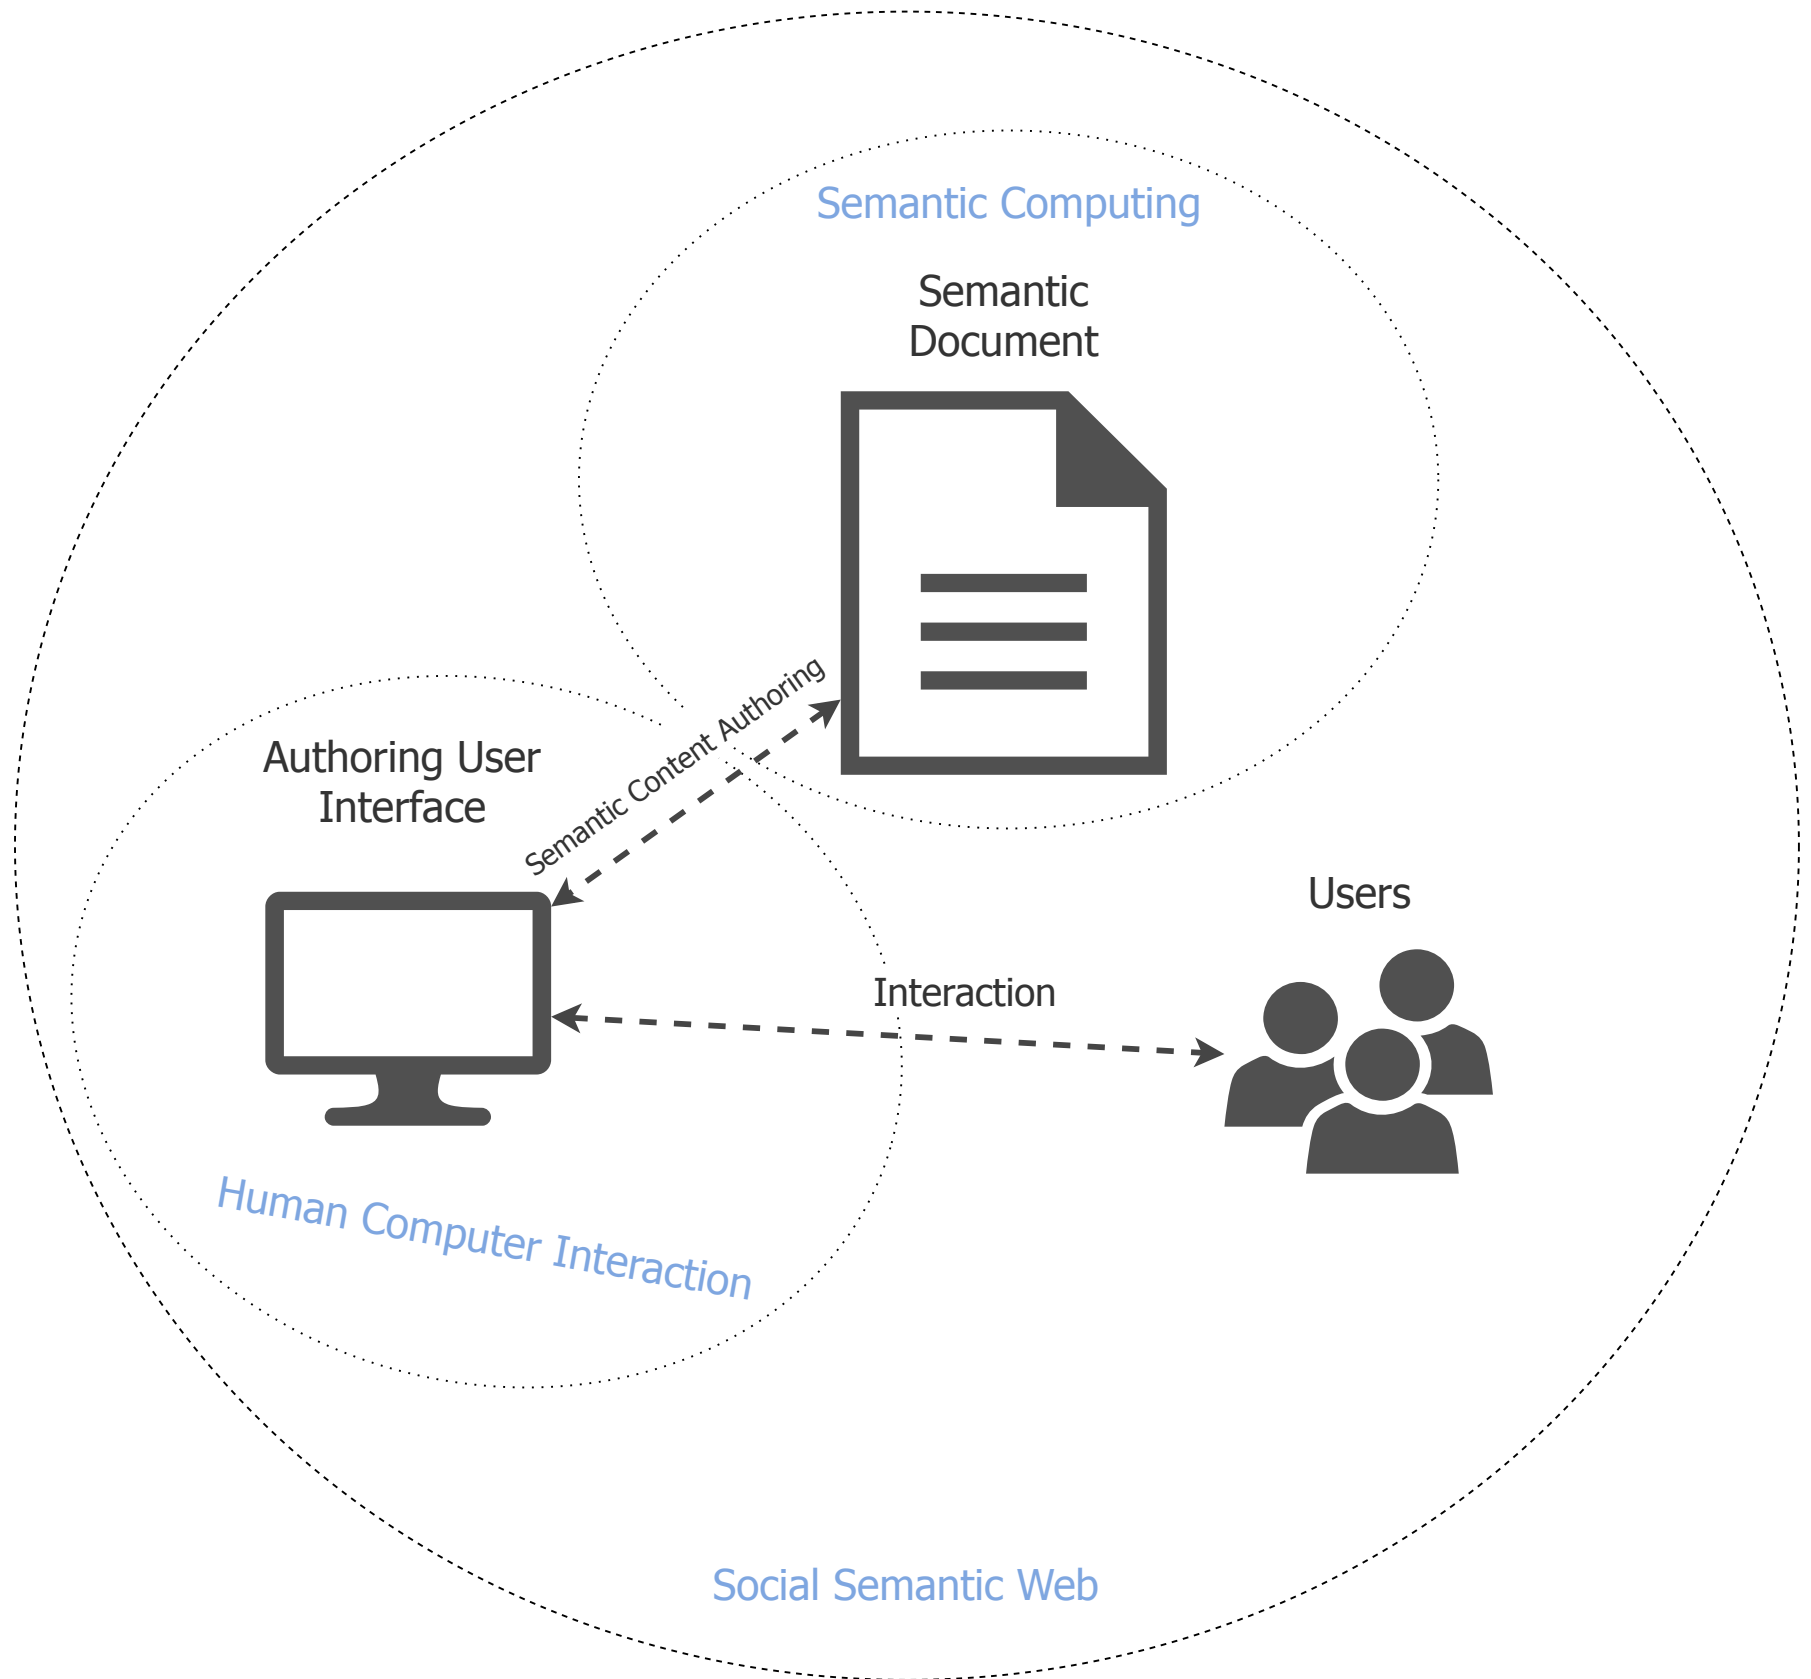 Semantic Computing
Semantic
Document
Semantic Content Authoring
Authoring User
Interface
Users
Interaction
Human Computer Interaction
Social Semantic Web